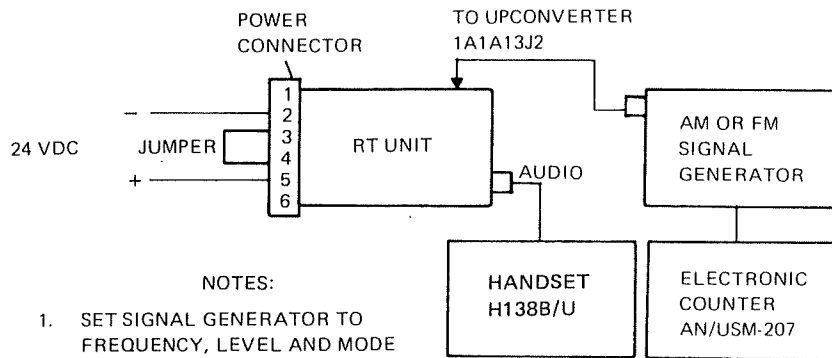 POWER
CONNECTOR
TO UPCONVERTER
1A1A13J2
1
2
3
4
5
6
−
24 VDC
JUMPER
+
RT UNIT
AUDIO
AM OR FM
SIGNAL
GENERATOR
HANDSET
H138B/U
ELECTRONIC
COUNTER
AN/USM-207
NOTES:
1. SET SIGNAL GENERATOR TO
FREQUENCY, LEVEL AND MODE